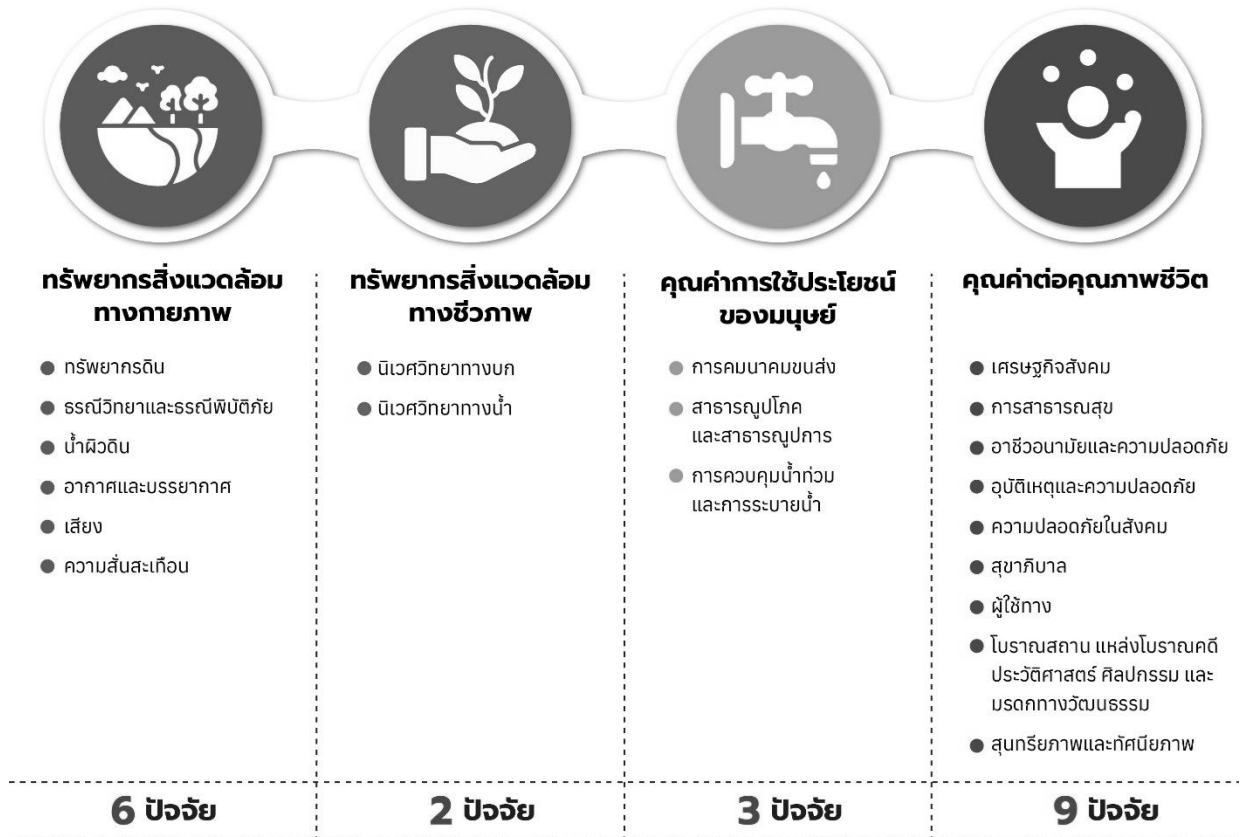 ทรัพยากรสิ่งแวดล้อม
ทางกายภาพ
ทรัพยากรดิน
ธรณีวิทยาและธรณีพิบัติภัย
น้ำผิวดิน
อากาศและบรรยากาศ
เสียง
ความสั่นสะเทือน
6 ปัจจัย
ทรัพยากรสิ่งแวดล้อม
ทางชีวภาพ
นิเวศวิทยาทางบก
นิเวศวิทยาทางน้ำ
2 ปัจจัย
คุณค่าการใช้ประโยชน์
ของมนุษย์
การคมนาคมขนส่ง
สาธารณูปโภค
และสาธารณูปการ
การควบคุมน้ำท่วม
และการระบายน้ำ
3 ปัจจัย
คุณค่าต่อคุณภาพชีวิต
เศรษฐกิจสังคม
การสาธารณสุข
อาชีวอนามัยและความปลอดภัย
อุบัติเหตุและความปลอดภัย
ความปลอดภัยในสังคม
สุขาภิบาล
ผู้ใช้ทาง
โบราณสถาน แหล่งโบราณคดี
ประวัติศาสตร์ ศิลปกรรม และ
มรดกทางวัฒนธรรม
สุนทรียภาพและทัศนียภาพ
9 ปัจจัย